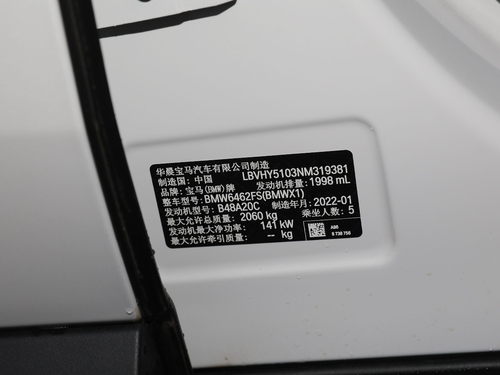 华晨宝马汽车有限公司制造
制造国: 中国 LBVHY5103NM319381
品牌: 宝马(BMW)牌 发动机排量: 1998 mL
整车型号: BMW6462FS(BMWX1)
发动机型号: B48A20C 制造年月: 2022-01
最大允许总质量: 2060 kg 乘坐人数: 5
发动机最大净功率: 141 kW
最大允许牵引质量: -- kg